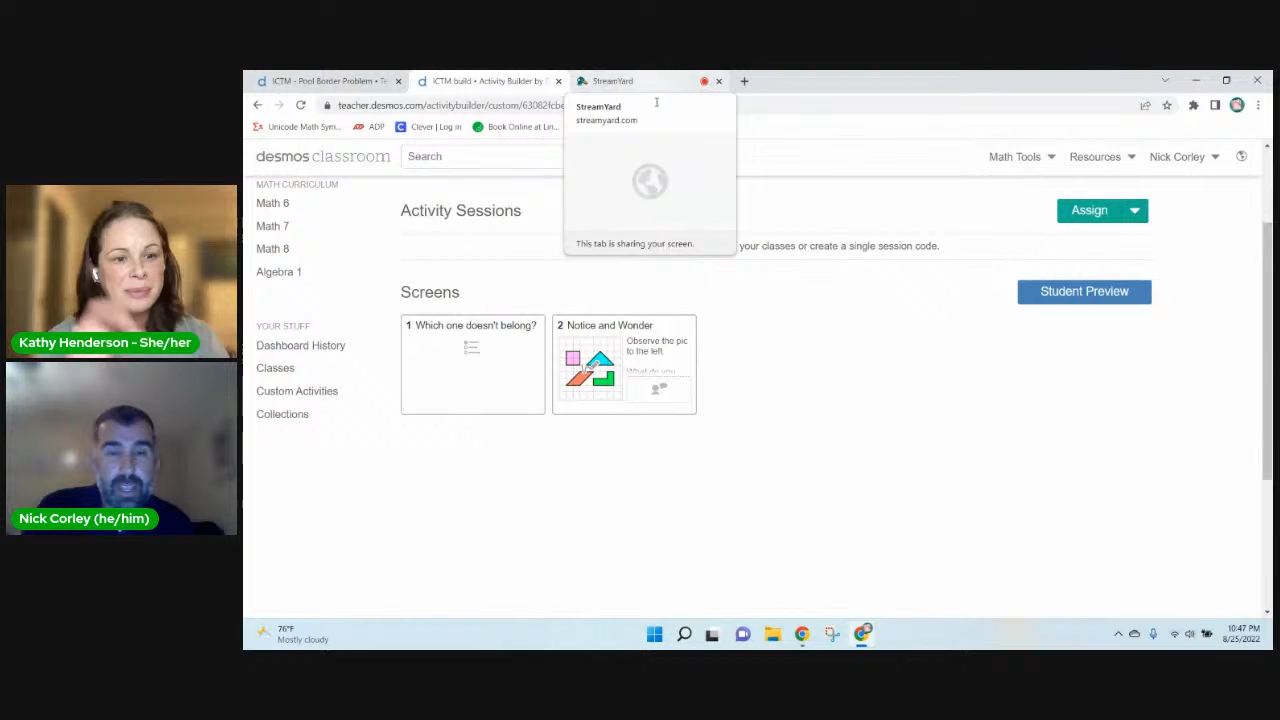 ICTM - Pool Border Problem • Te
ICTM build • Activity Builder by
StreamYard
teacher.desmos.com/activitybuilder/custom/63082fcbe
Unicode Math Sym...
ADP
Clever | Log in
Book Online at Lin...
StreamYard
streamyard.com
This tab is sharing your screen.
desmos classroom
Search
Math Tools
Resources
Nick Corley
MATH CURRICULUM
Math 6
Math 7
Math 8
Algebra 1
YOUR STUFF
Dashboard History
Classes
Custom Activities
Collections
Activity Sessions
Assign
your classes or create a single session code.
Screens
Student Preview
1 Which one doesn't belong?
2 Notice and Wonder
Observe the pic
to the left.
What do you
Kathy Henderson - She/her
Nick Corley (he/him)
76°F
Mostly cloudy
10:47 PM
8/25/2022